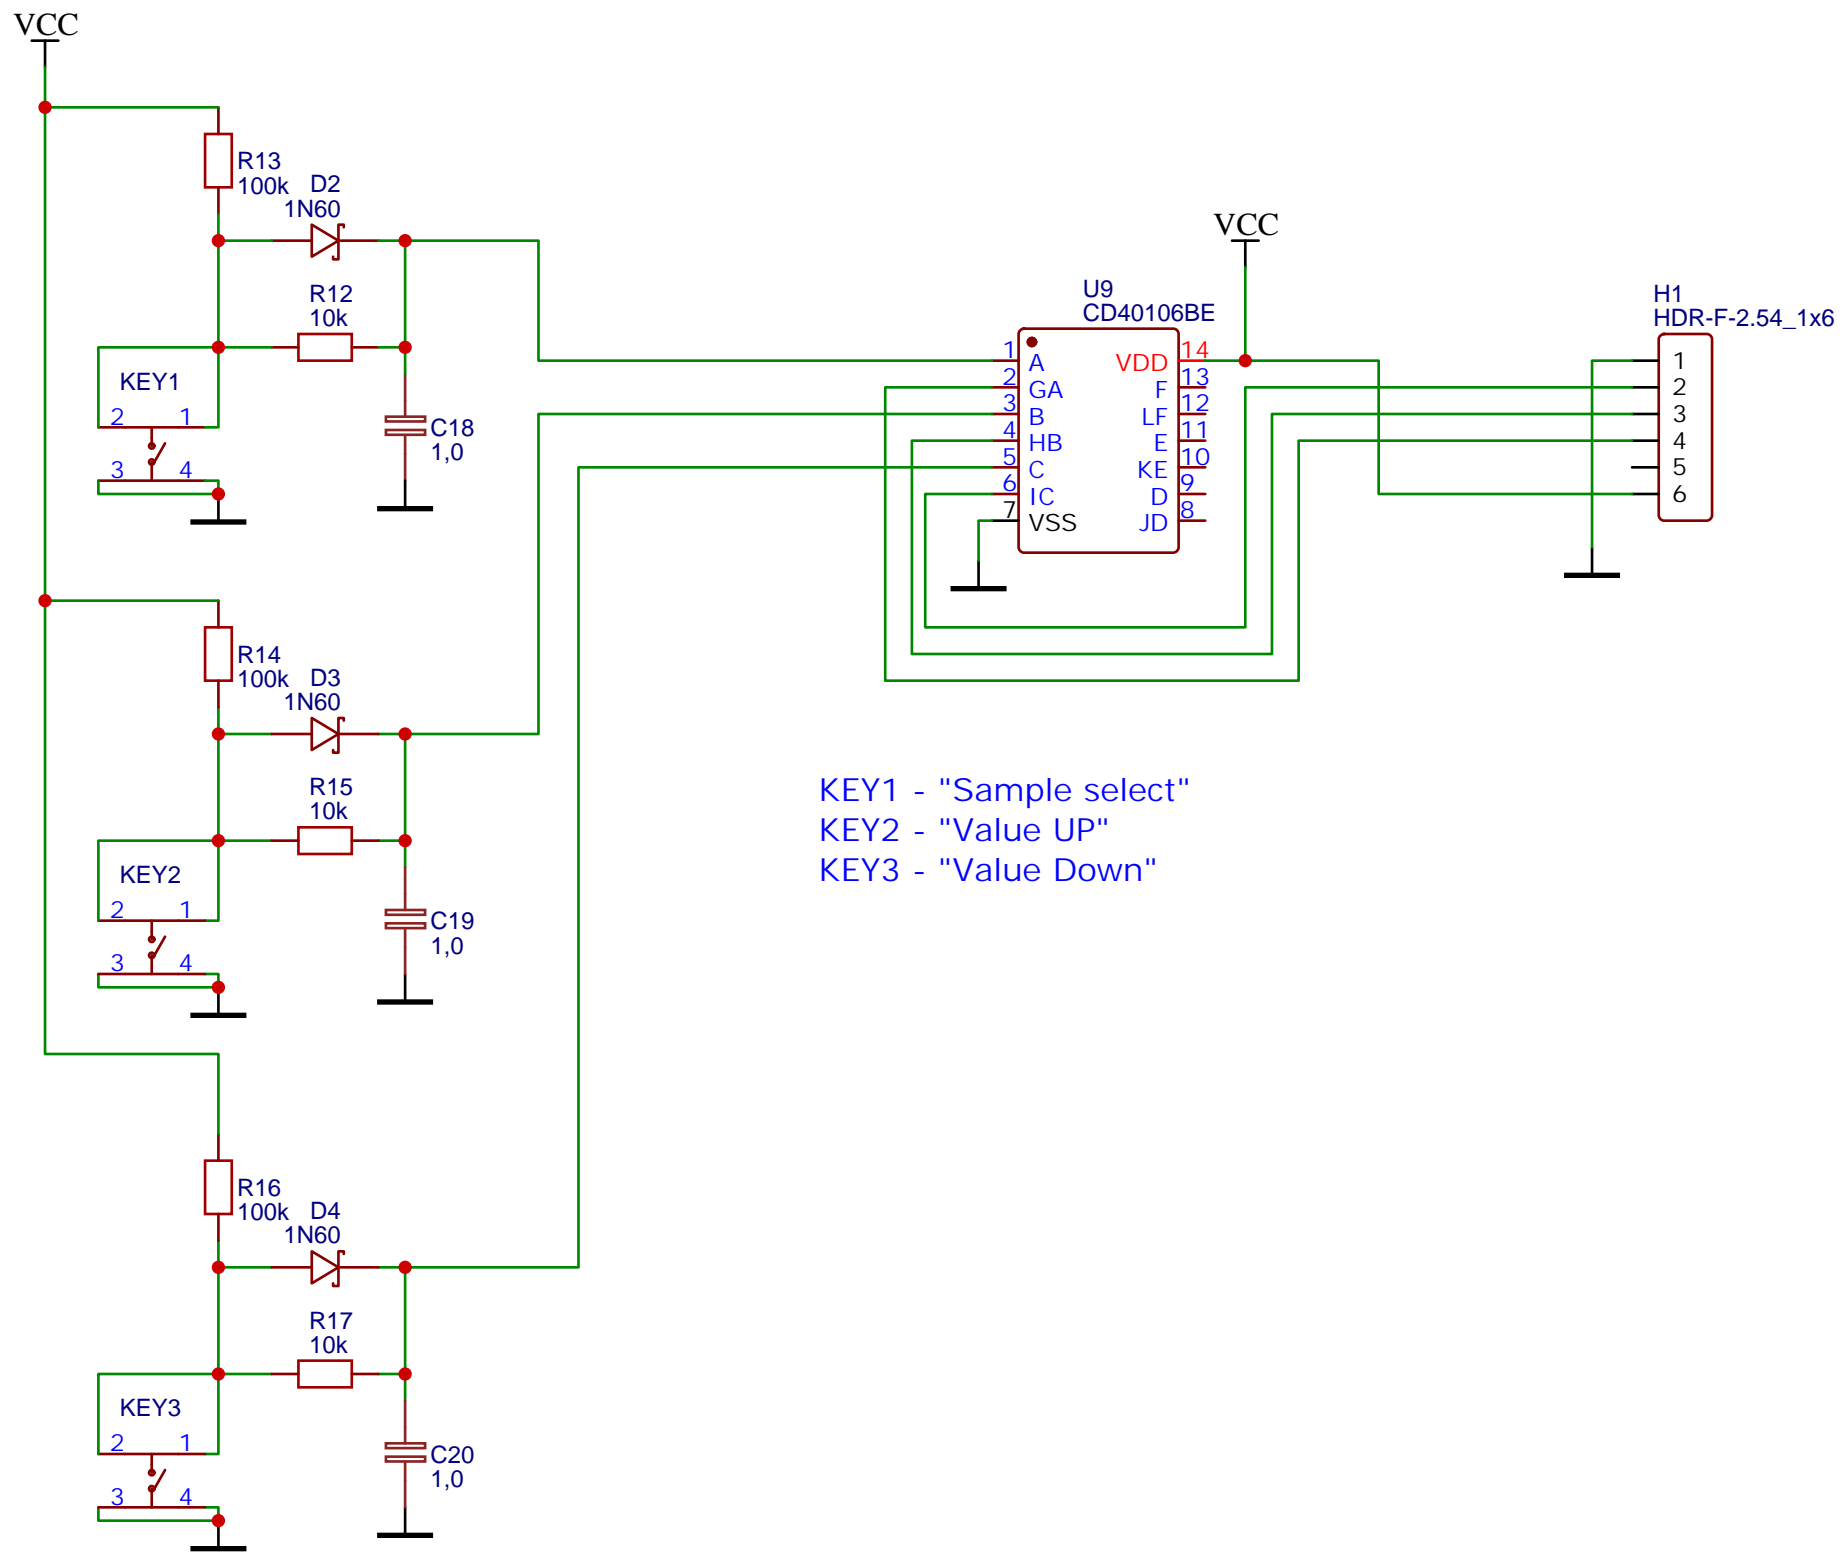 VCC
R13
100k
D2
1N60
R12
10k
KEY1
2 1
3 4
C18
1,0
R14
100k
D3
1N60
R15
10k
KEY2
2 1
3 4
C19
1,0
R16
100k
D4
1N60
R17
10k
KEY3
2 1
3 4
C20
1,0
VCC
U9
CD40106BE
1 A VDD 14
2 GA F 13
3 B LF 12
4 HB E 11
5 C KE 10
6 IC D 9
7 VSS JD 8
H1
HDR-F-2.54_1x6
1
2
3
4
5
6
KEY1 - "Sample select"
KEY2 - "Value UP"
KEY3 - "Value Down"